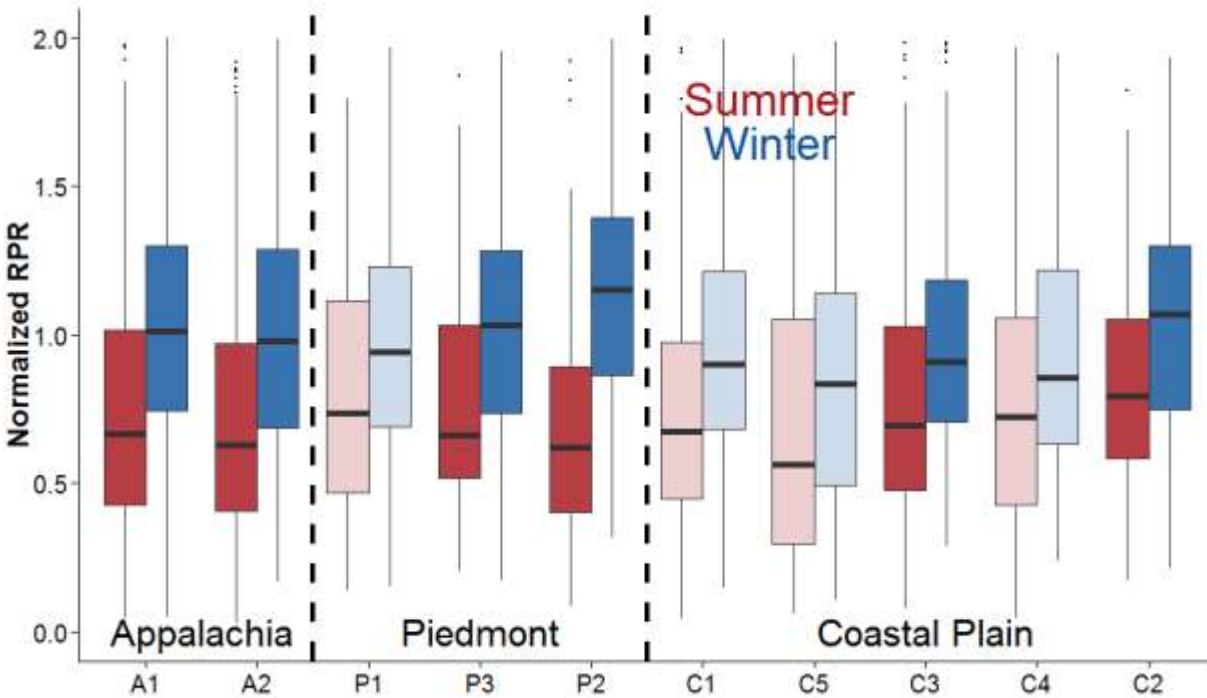 2.0
1.5
1.0
0.5
0.0
Normalized RPR
Summer
Winter
Appalachia Piedmont Coastal Plain
A1 A2 P1 P3 P2 C1 C5 C3 C4 C2